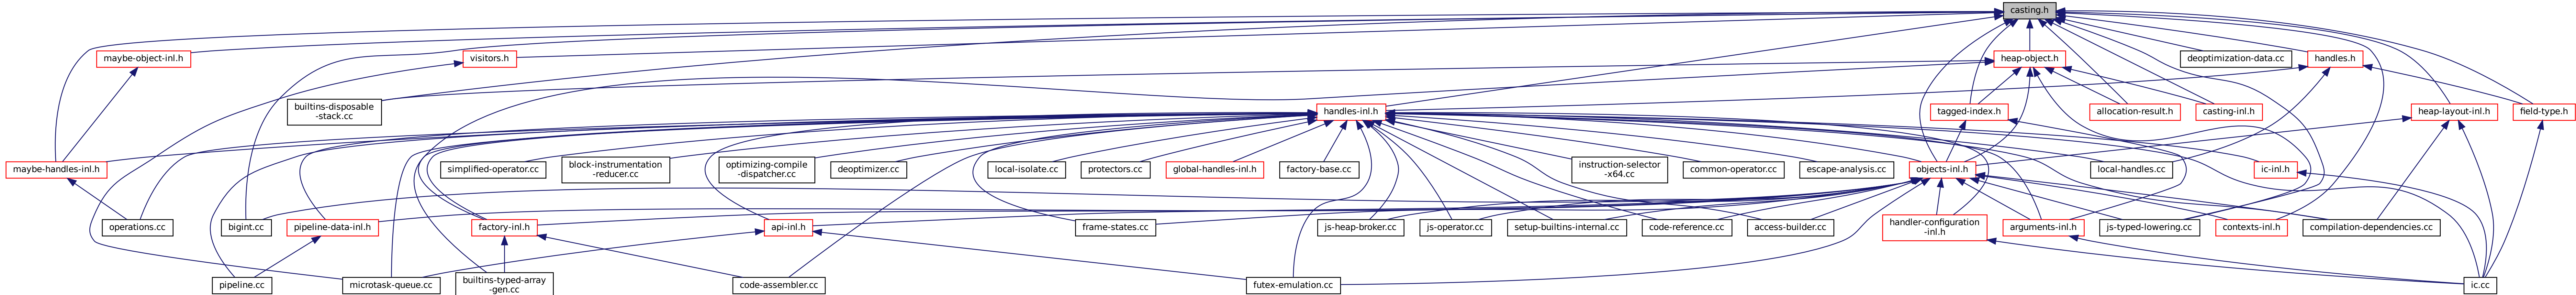 casting.h
maybe-object-inl.h
visitors.h
heap-object.h
deoptimization-data.cc
handles.h
builtins-disposable
-stack.cc
handles-inl.h
tagged-index.h
allocation-result.h
casting-inl.h
heap-layout-inl.h
field-type.h
maybe-handles-inl.h
simplified-operator.cc
block-instrumentation
-reducer.cc
optimizing-compile
-dispatcher.cc
deoptimizer.cc
local-isolate.cc
protectors.cc
global-handles-inl.h
factory-base.cc
instruction-selector
-x64.cc
common-operator.cc
escape-analysis.cc
objects-inl.h
local-handles.cc
ic-inl.h
operations.cc
bigint.cc
pipeline-data-inl.h
factory-inl.h
api-inl.h
frame-states.cc
js-heap-broker.cc
js-operator.cc
setup-builtins-internal.cc
code-reference.cc
access-builder.cc
handler-configuration
-inl.h
arguments-inl.h
js-typed-lowering.cc
contexts-inl.h
compilation-dependencies.cc
pipeline.cc
microtask-queue.cc
builtins-typed-array
-gen.cc
code-assembler.cc
futex-emulation.cc
ic.cc